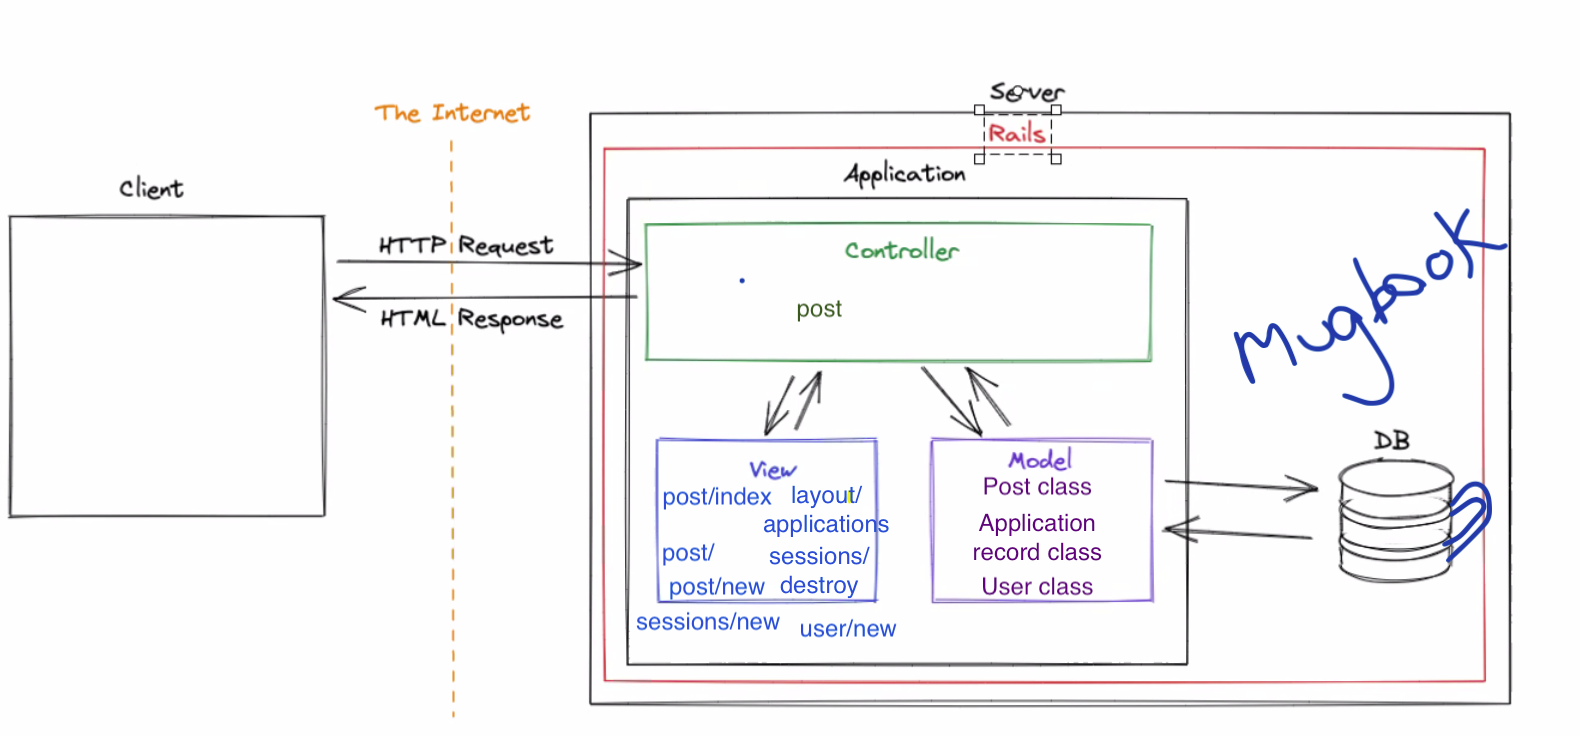 Server
The Internet
Rails
Application
Client
HTTP Request
Controller
HTML Response
post
Mugbook
DB
View
post/index
layout/
applications
post/
sessions/
post/new
destroy
sessions/new
user/new
Model
Post class
Application
record class
User class